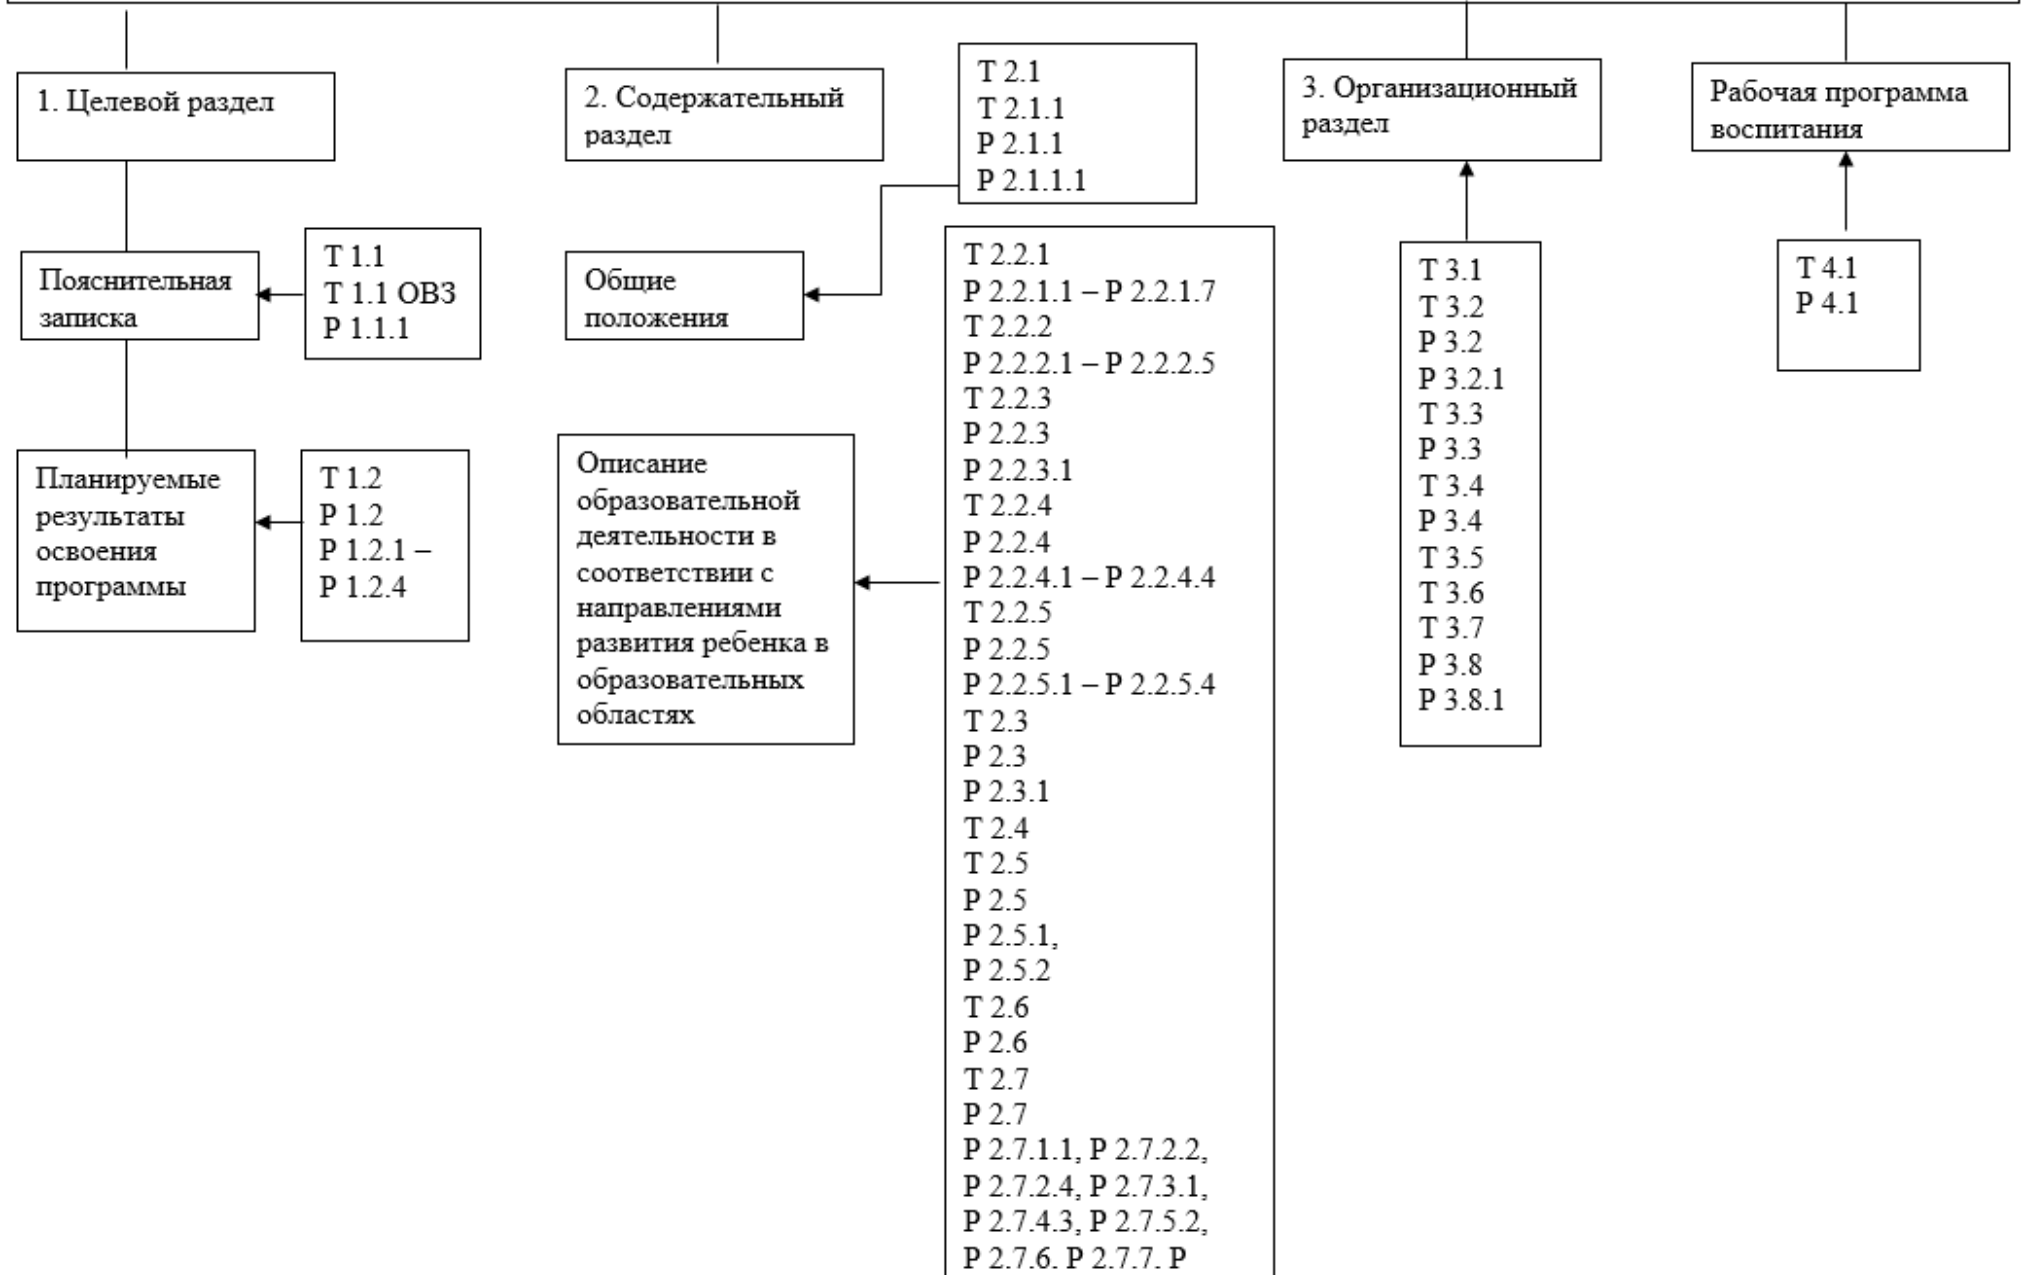 1. Целевой раздел
Пояснительная
записка
Т 1.1
Т 1.1 ОВЗ
Р 1.1.1
Планируемые
результаты
освоения
программы
Т 1.2
Р 1.2
Р 1.2.1 –
Р 1.2.4
2. Содержательный
раздел
Т 2.1
Т 2.1.1
Р 2.1.1
Р 2.1.1.1
Общие
положения
Описание
образовательной
деятельности в
соответствии с
направлениями
развития ребенка в
образовательных
областях
Т 2.2.1
Р 2.2.1.1 – Р 2.2.1.7
Т 2.2.2
Р 2.2.2.1 – Р 2.2.2.5
Т 2.2.3
Р 2.2.3
Р 2.2.3.1
Т 2.2.4
Р 2.2.4
Р 2.2.4.1 – Р 2.2.4.4
Т 2.2.5
Р 2.2.5
Р 2.2.5.1 – Р 2.2.5.4
Т 2.3
Р 2.3
Р 2.3.1
Т 2.4
Т 2.5
Р 2.5
Р 2.5.1,
Р 2.5.2
Т 2.6
Р 2.6
Т 2.7
Р 2.7
Р 2.7.1.1, Р 2.7.2.2,
Р 2.7.2.4, Р 2.7.3.1,
Р 2.7.4.3, Р 2.7.5.2,
Р 2.7.6, Р 2.7.7, Р
3. Организационный
раздел
Т 3.1
Т 3.2
Р 3.2
Р 3.2.1
Т 3.3
Р 3.3
Т 3.4
Р 3.4
Т 3.5
Т 3.6
Т 3.7
Р 3.8
Р 3.8.1
Рабочая программа
воспитания
Т 4.1
Р 4.1